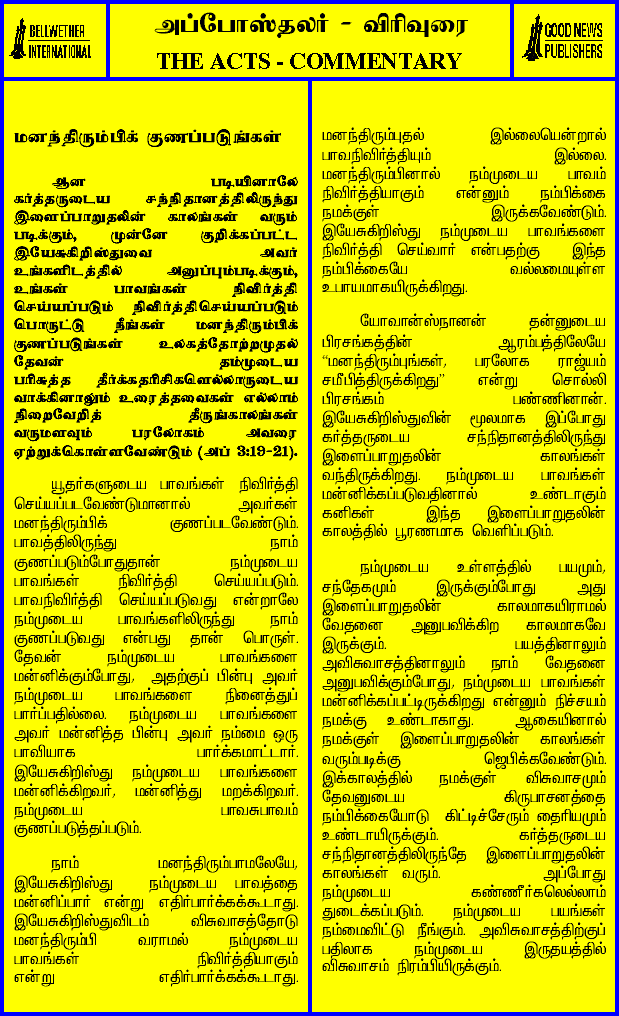 BELLWETHER
INTERNATIONAL
அப்போஸ்தலர் - விரிவுரை
THE ACTS - COMMENTARY
GOOD NEWS
PUBLISHERS
மனந்திரும்பிக் குணப்படுங்கள்
ஆன படியினாலே
கர்த்தருடைய சந்நிதானத்திலிருந்து
இளைப்பாறுதலின் காலங்கள் வரும்
படிக்கும், முன்னே குறிக்கப்பட்ட
இயேசுகிறிஸ்துவை அவர்
உங்களிடத்தில் அனுப்பும்படிக்கும்,
உங்கள் பாவங்கள் நிவிர்த்தி
செய்யப்படும் நிவிர்த்திசெய்யப்படும்
பொருட்டு நீங்கள் மனந்திரும்பிக்
குணப்படுங்கள் உலகத்தோற்றமுதல்
தேவன் தம்முடைய
பரிசுத்த தீர்க்கதரிசிகளெல்லாருடைய
வாக்கினாலும் உரைத்தவைகள் எல்லாம்
நிறைவேறித் தீருங்காலங்கள்
வருமளவும் பரலோகம் அவரை
ஏற்றுக்கொள்ளவேண்டும் (அப் 3:19-21).
யூதர்களுடைய பாவங்கள் நிவிர்த்தி
செய்யப்படவேண்டுமானால் அவர்கள்
மனந்திரும்பிக் குணப்படவேண்டும்.
பாவத்திலிருந்து நாம்
குணப்படும்போதுதான் நம்முடைய
பாவங்கள் நிவிர்த்தி செய்யப்படும்.
பாவநிவிர்த்தி செய்யப்படுவது என்றாலே
நம்முடைய பாவங்களிலிருந்து நாம்
குணப்படுவது என்பது தான் பொருள்.
தேவன் நம்முடைய பாவங்களை
மன்னிக்கும்போது, அதற்குப் பின்பு அவர்
நம்முடைய பாவங்களை நினைத்துப்
பார்ப்பதில்லை. நம்முடைய பாவங்களை
அவர் மன்னித்த பின்பு அவர் நம்மை ஒரு
பாவியாக பார்க்கமாட்டார்.
இயேசுகிறிஸ்து நம்முடைய பாவங்களை
மன்னிக்கிறவர், மன்னித்து மறக்கிறவர்.
நம்முடைய பாவசுபாவம்
குணப்படுத்தப்படும்.
நாம் மனந்திரும்பாமலேயே,
இயேசுகிறிஸ்து நம்முடைய பாவத்தை
மன்னிப்பார் என்று எதிர்பார்க்கக்கூடாது.
இயேசுகிறிஸ்துவிடம் விசுவாசத்தோடு
மனந்திரும்பி வராமல் நம்முடைய
பாவங்கள் நிவிர்த்தியாகும்
என்று எதிர்பார்க்கக்கூடாது.
மனந்திரும்புதல் இல்லையென்றால்
பாவநிவிர்த்தியும் இல்லை.
மனந்திரும்பினால் நம்முடைய பாவம்
நிவிர்த்தியாகும் என்னும் நம்பிக்கை
நமக்குள் இருக்கவேண்டும்.
இயேசுகிறிஸ்து நம்முடைய பாவங்களை
நிவிர்த்தி செய்வார் என்பதற்கு இந்த
நம்பிக்கையே வல்லமையுள்ள
உபாயமாகயிருக்கிறது.
யோவான்ஸ்நானன் தன்னுடைய
பிரசங்கத்தின் ஆரம்பத்திலேயே
“மனந்திரும்புங்கள், பரலோக ராஜ்யம்
சமீபித்திருக்கிறது” என்று சொல்லி
பிரசங்கம் பண்ணினான்.
இயேசுகிறிஸ்துவின் மூலமாக இப்போது
கர்த்தருடைய சந்நிதானத்திலிருந்து
இளைப்பாறுதலின் காலங்கள்
வந்திருக்கிறது. நம்முடைய பாவங்கள்
மன்னிக்கப்படுவதினால் உண்டாகும்
கனிகள் இந்த இளைப்பாறுதலின்
காலத்தில் பூரணமாக வெளிப்படும்.
நம்முடைய உள்ளத்தில் பயமும்,
சந்தேகமும் இருக்கும்போது அது
இளைப்பாறுதலின் காலமாகயிராமல்
வேதனை அனுபவிக்கிற காலமாகவே
இருக்கும். பயத்தினாலும்
அவிசுவாசத்தினாலும் நாம் வேதனை
அனுபவிக்கும்போது, நம்முடைய பாவங்கள்
மன்னிக்கப்பட்டிருக்கிறது என்னும் நிச்சயம்
நமக்கு உண்டாகாது. ஆகையினால்
நமக்குள் இளைப்பாறுதலின் காலங்கள்
வரும்படிக்கு ஜெபிக்கவேண்டும்.
இக்காலத்தில் நமக்குள் விசுவாசமும்
தேவனுடைய கிருபாசனத்தை
நம்பிக்கையோடு கிட்டிச்சேரும் தைரியமும்
உண்டாயிருக்கும். கர்த்தருடைய
சந்நிதானத்திலிருந்தே இளைப்பாறுதலின்
காலங்கள் வரும். அப்போது
நம்முடைய கண்ணீர்களெல்லாம்
துடைக்கப்படும். நம்முடைய பயங்கள்
நம்மைவிட்டு நீங்கும். அவிசுவாசத்திற்குப்
பதிலாக நம்முடைய இருதயத்தில்
விசுவாசம் நிரம்பியிருக்கும்.